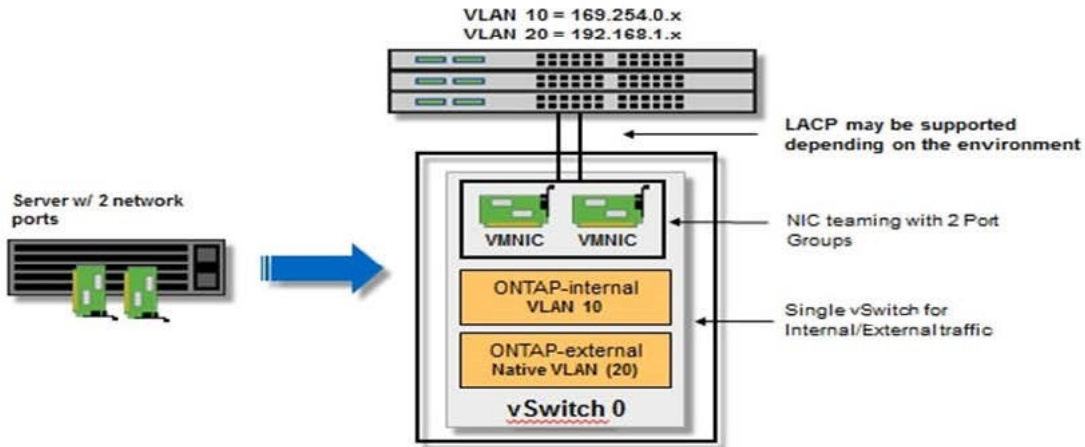 VLAN 10 = 169.254.0.x
VLAN 20 = 192.168.1.x
LACP may be supported
depending on the environment
Server w/ 2 network
ports
VMNIC
VMNIC
NIC teaming with 2 Port
Groups
ONTAP-internal
VLAN 10
Single vSwitch for
Internal/External traffic
ONTAP-external
Native VLAN (20)
vSwitch 0